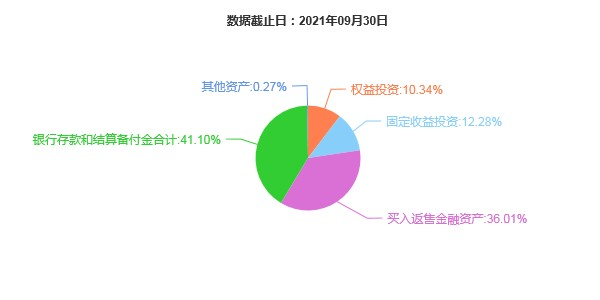 数据截止日：2021年09月30日
其他资产:0.27%
权益投资:10.34%
固定收益投资:12.28%
银行存款和结算备付金合计:41.10%
买入返售金融资产:36.01%